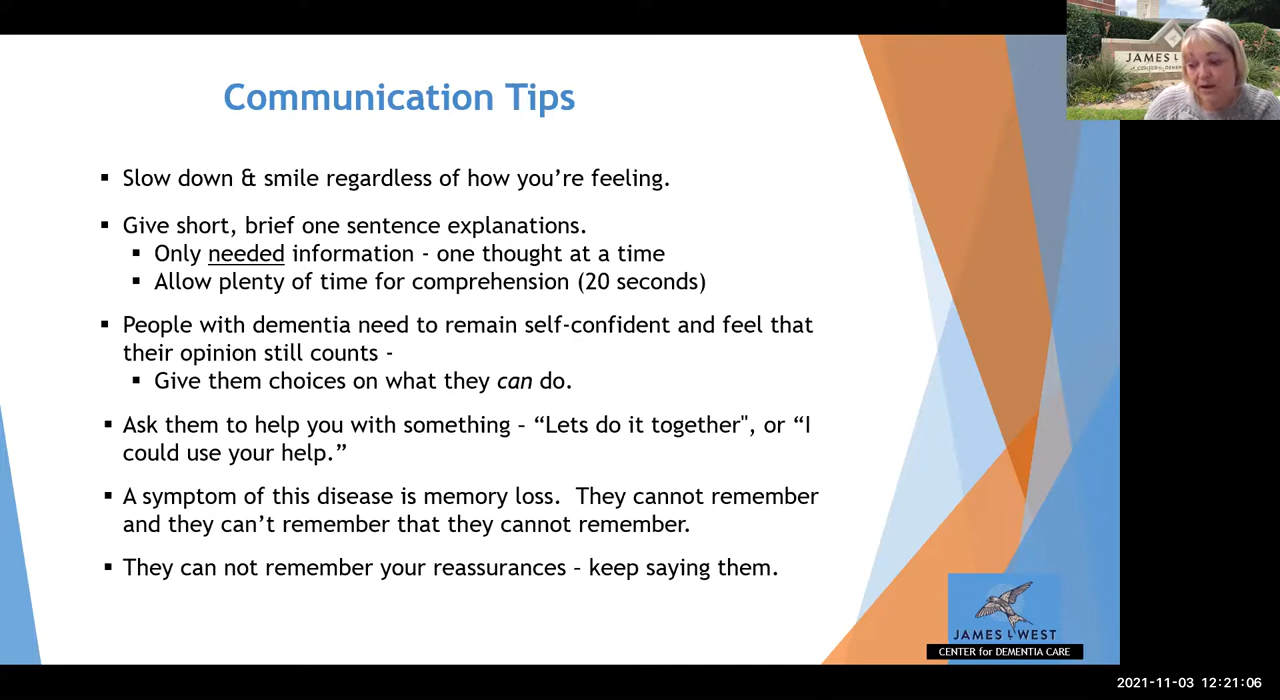 Communication Tips
▪ Slow down & smile regardless of how you’re feeling.
▪ Give short, brief one sentence explanations.
▪ Only needed information - one thought at a time
▪ Allow plenty of time for comprehension (20 seconds)
▪ People with dementia need to remain self-confident and feel that
their opinion still counts -
▪ Give them choices on what they can do.
▪ Ask them to help you with something – “Lets do it together", or “I
could use your help.”
▪ A symptom of this disease is memory loss.  They cannot remember
and they can’t remember that they cannot remember.
▪ They can not remember your reassurances – keep saying them.
JAMES L. WEST
CENTER for DEMENTIA CARE
JAMES L
A CENTER
2021-11-03 12:21:06